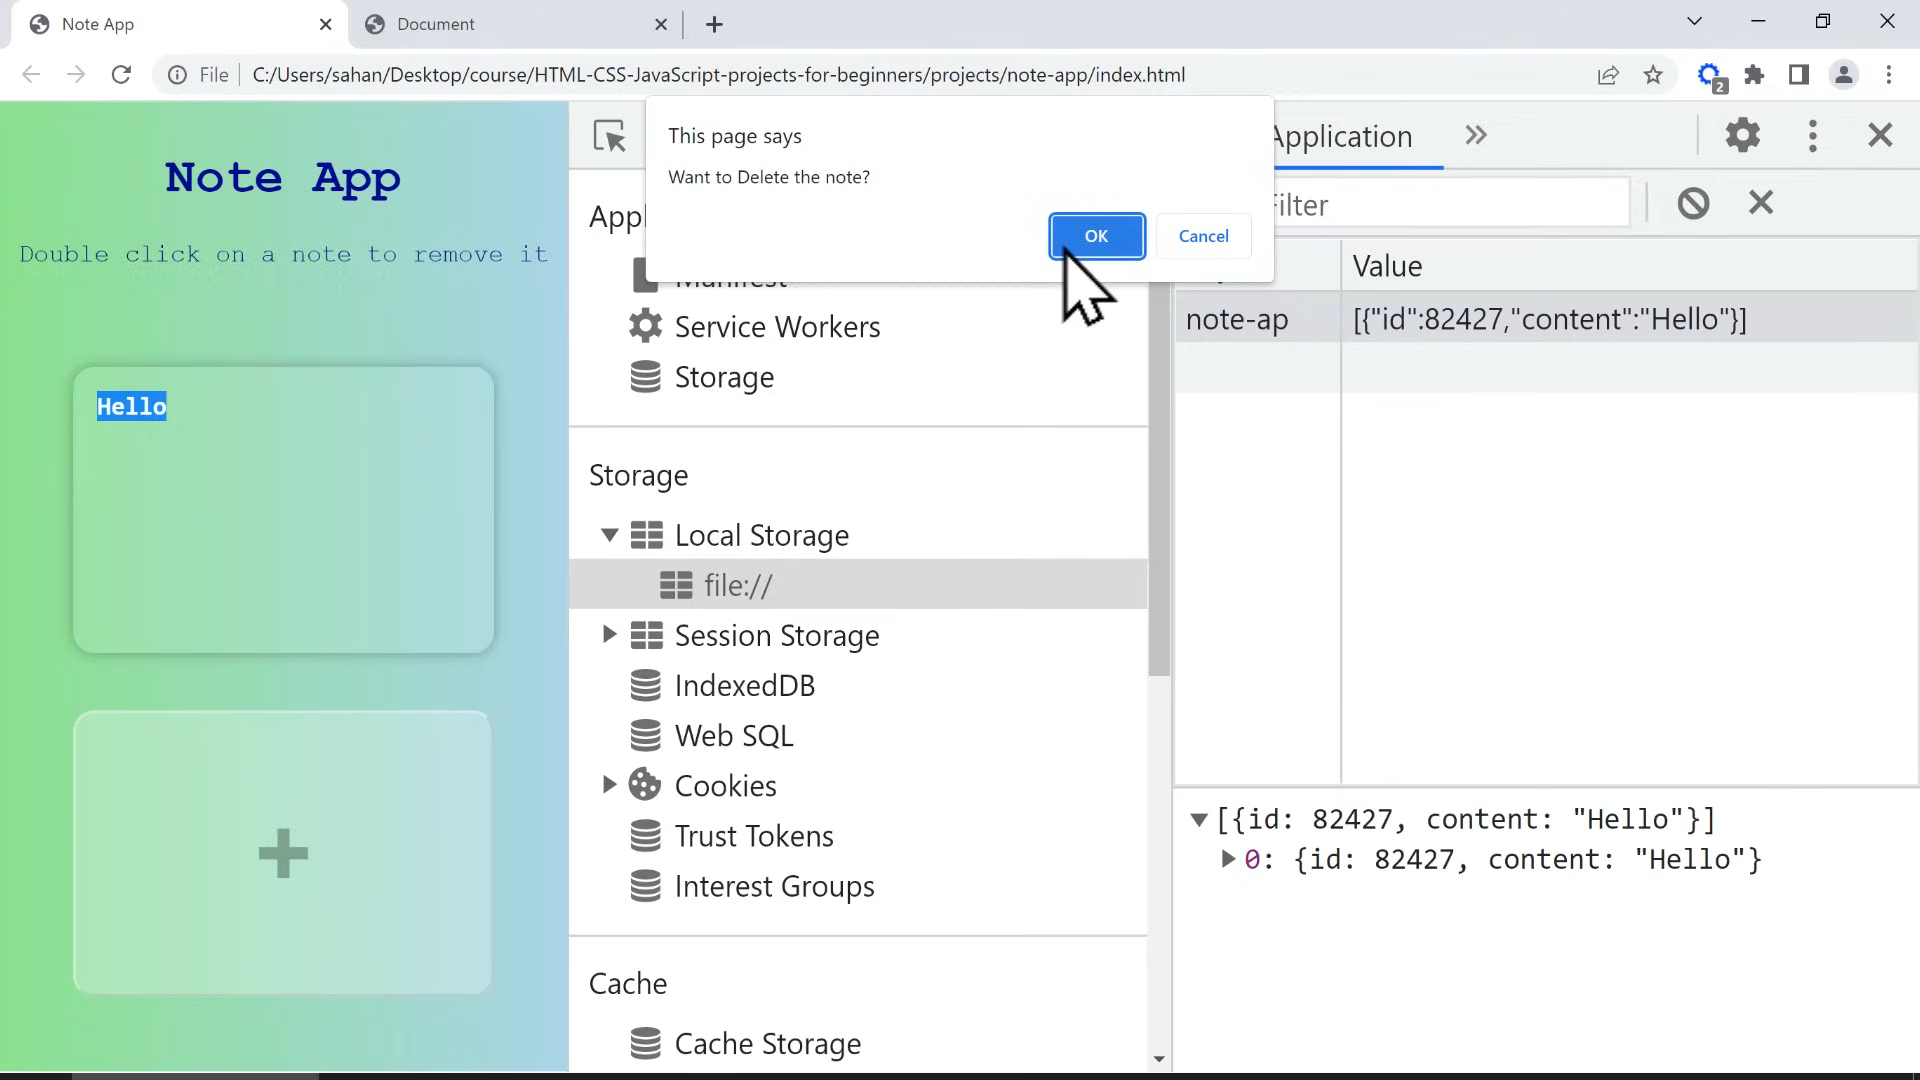 Note App
Document
File
C:/Users/sahan/Desktop/course/HTML-CSS-JavaScript-projects-for-beginners/projects/note-app/index.html
2
Note App
Double click on a note to remove it
Hello
This page says
Want to Delete the note?
OK
Cancel
Application
Filter
Appl
Manifest
Service Workers
Storage
Storage
Local Storage
file://
Session Storage
IndexedDB
Web SQL
Cookies
Trust Tokens
Interest Groups
Cache
Cache Storage
Value
note-ap
[{"id":82427,"content":"Hello"}]
[{id: 82427, content: "Hello"}]
0: {id: 82427, content: "Hello"}